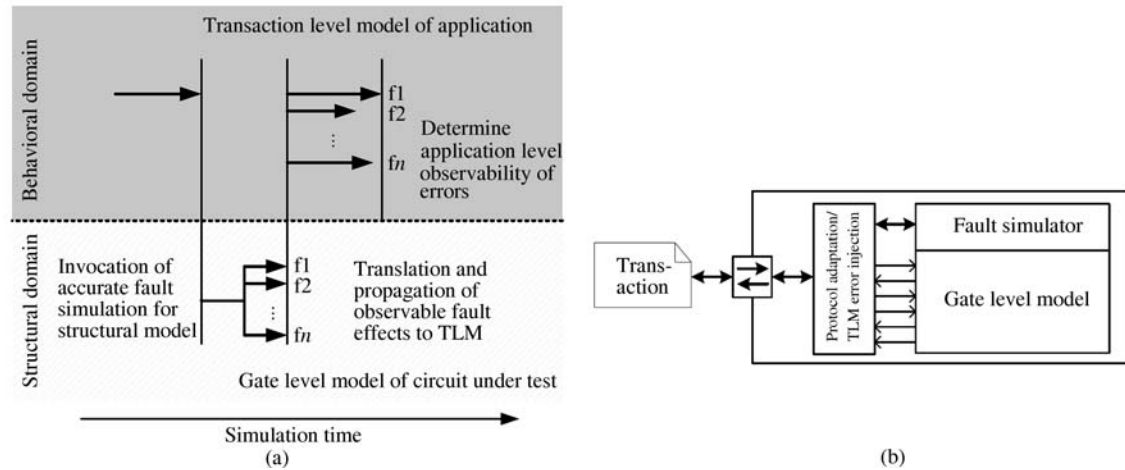 Transaction level model of application
Behavioral domain
f1
f2
⋮
fn
Determine
application level
observability of
errors
Structural domain
Invocation of
accurate fault
simulation for
structural model
f1
f2
⋮
fn
Translation and
propagation of
observable fault
effects to TLM
Gate level model of circuit under test
Simulation time
(a)
Trans-
action
Protocol adaptation/
TLM error injection
Fault simulator
Gate level model
(b)